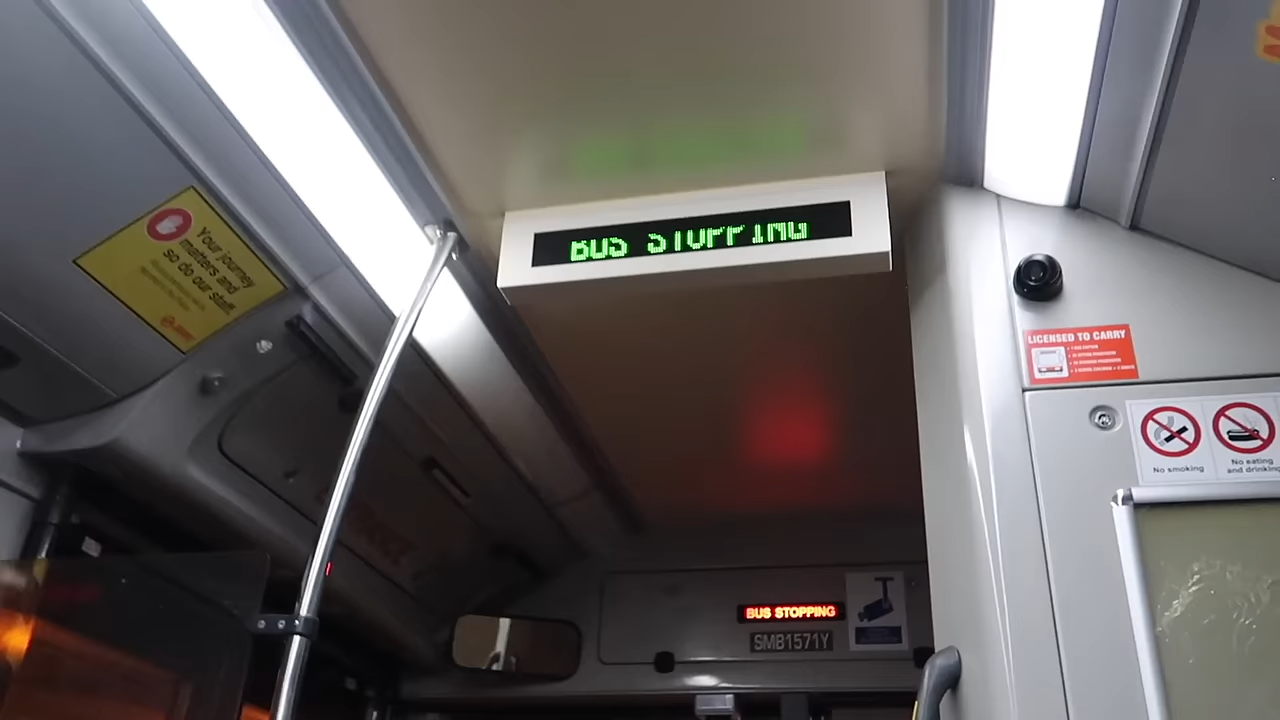 BUS STOPPING
Your journey
matters and
so do our staff.
LICENSED TO CARRY
No smoking
No eating
and drinking
BUS STOPPING
SMB1571Y